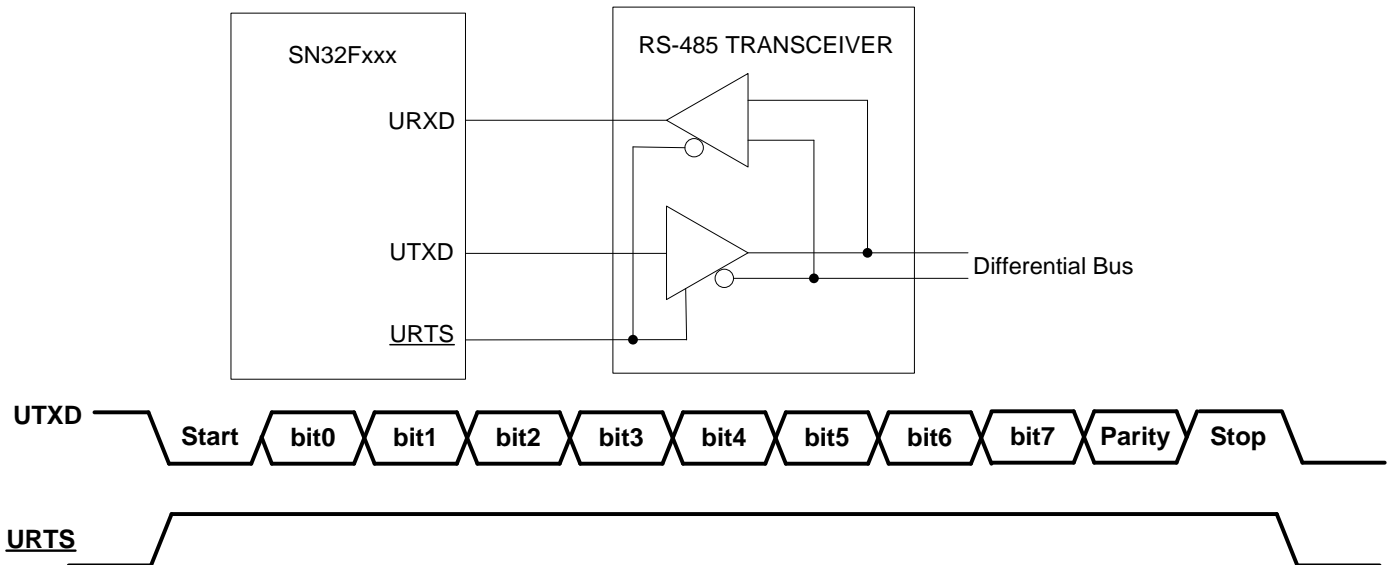 SN32Fxxx
RS-485 TRANSCEIVER
URXD
UTXD
URTS
Differential Bus
UTXD Start bit0 bit1 bit2 bit3 bit4 bit5 bit6 bit7 Parity Stop
URTS